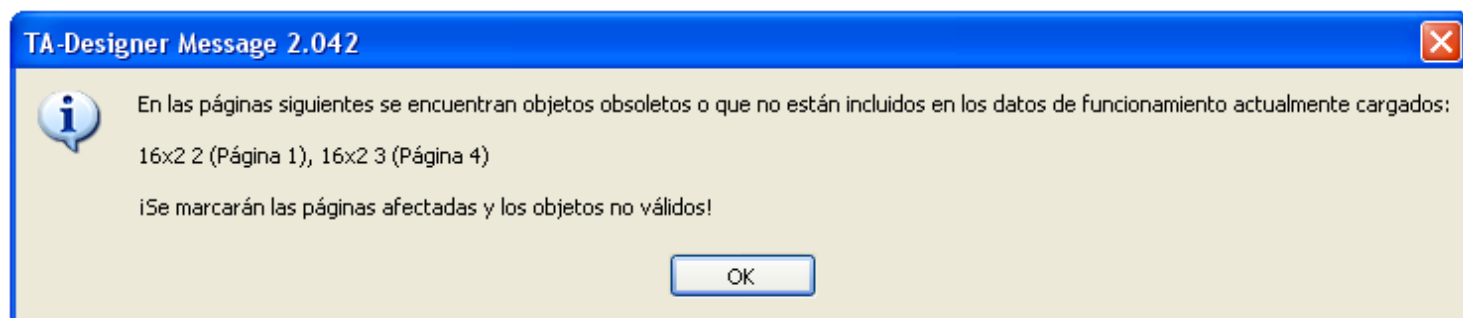 TA-Designer Message 2.042
En las páginas siguientes se encuentran objetos obsoletos o que no están incluidos en los datos de funcionamiento actualmente cargados:
16x2 2 (Página 1), 16x2 3 (Página 4)
¡Se marcarán las páginas afectadas y los objetos no válidos!
OK